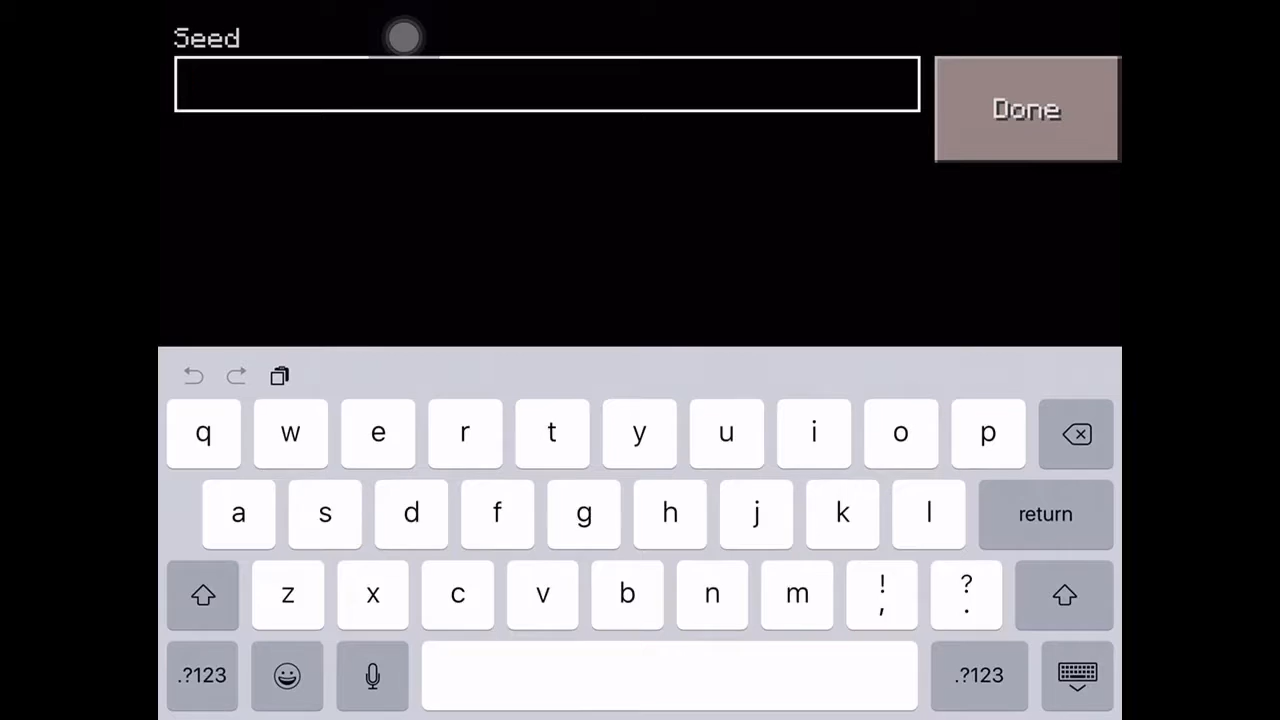 Seed
Done
q w e r t y u i o p
a s d f g h j k l return
z x c v b n m ! , ? .
.?123 .?123